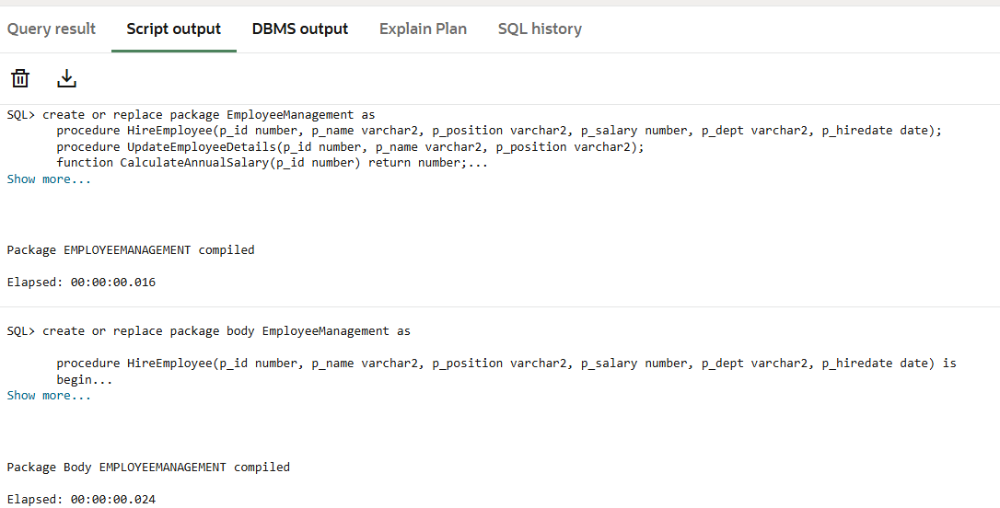 Query result Script output DBMS output Explain Plan SQL history
SQL> create or replace package EmployeeManagement as
procedure HireEmployee(p_id number, p_name varchar2, p_position varchar2, p_salary number, p_dept varchar2, p_hiredate date);
procedure UpdateEmployeeDetails(p_id number, p_name varchar2, p_position varchar2);
function CalculateAnnualSalary(p_id number) return number;...
Show more...
Package EMPLOYEEMANAGEMENT compiled
Elapsed: 00:00:00.016
SQL> create or replace package body EmployeeManagement as
procedure HireEmployee(p_id number, p_name varchar2, p_position varchar2, p_salary number, p_dept varchar2, p_hiredate date) is
begin...
Show more...
Package Body EMPLOYEEMANAGEMENT compiled
Elapsed: 00:00:00.024